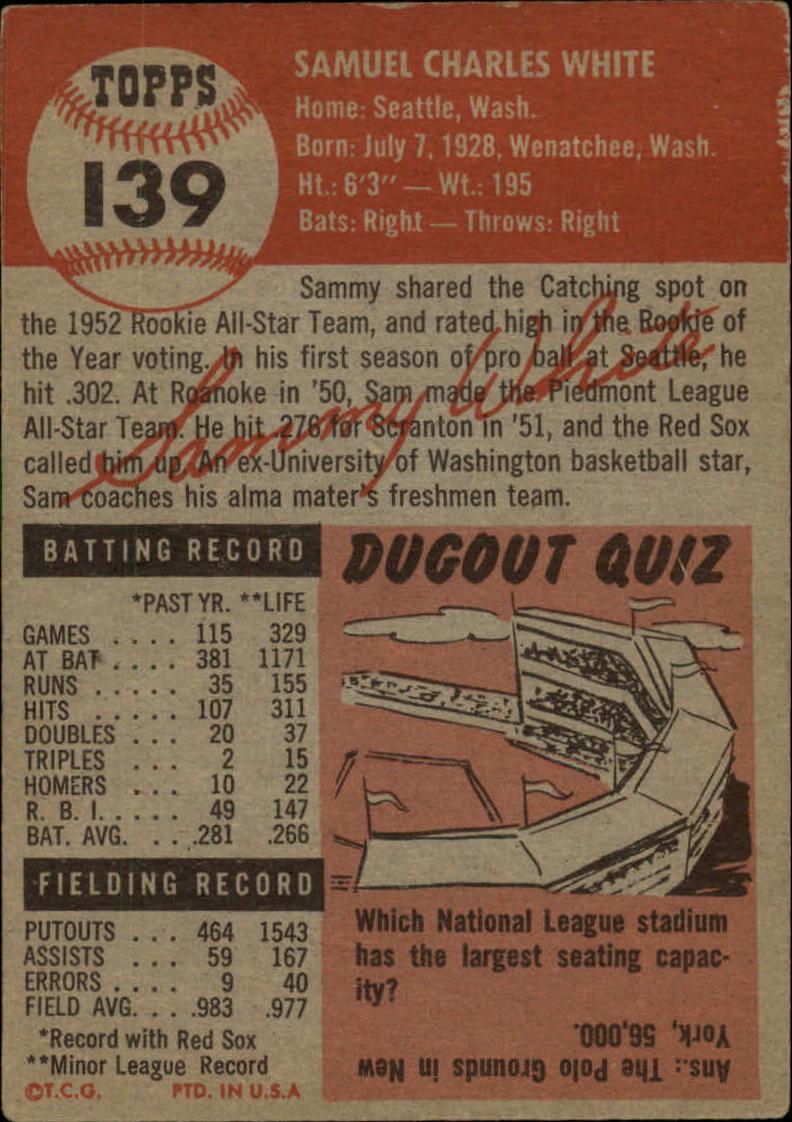 TOPPS
139
SAMUEL CHARLES WHITE
Home: Seattle, Wash.
Born: July 7, 1928, Wenatchee, Wash.
Ht.: 6'3" — Wt.: 195
Bats: Right — Throws: Right
Sammy shared the Catching spot on
the 1952 Rookie All-Star Team, and rated high in the Rookie of
the Year voting. In his first season of pro ball at Seattle, he
hit .302. At Roanoke in '50, Sam made the Piedmont League
All-Star Team. He hit .276 for Scranton in '51, and the Red Sox
called him up. An ex-University of Washington basketball star,
Sam coaches his alma mater's freshmen team.
Sammy White
BATTING RECORD
*PAST YR. **LIFE
GAMES . . . . 115 329
AT BAT . . . . 381 1171
RUNS . . . . . 35 155
HITS . . . . . 107 311
DOUBLES . . . 20 37
TRIPLES . . . 2 15
HOMERS . . . 10 22
R. B. I. . . . . 49 147
BAT. AVG. . . .281 .266
FIELDING RECORD
PUTOUTS . . . 464 1543
ASSISTS . . . 59 167
ERRORS . . . . 9 40
FIELD AVG. . . .983 .977
*Record with Red Sox
**Minor League Record
©T.C.G. PTD. IN U.S.A
DUGOUT QUIZ
Which National League stadium
has the largest seating capac-
ity?
Ans.: The Polo Grounds in New
York, 56,000.